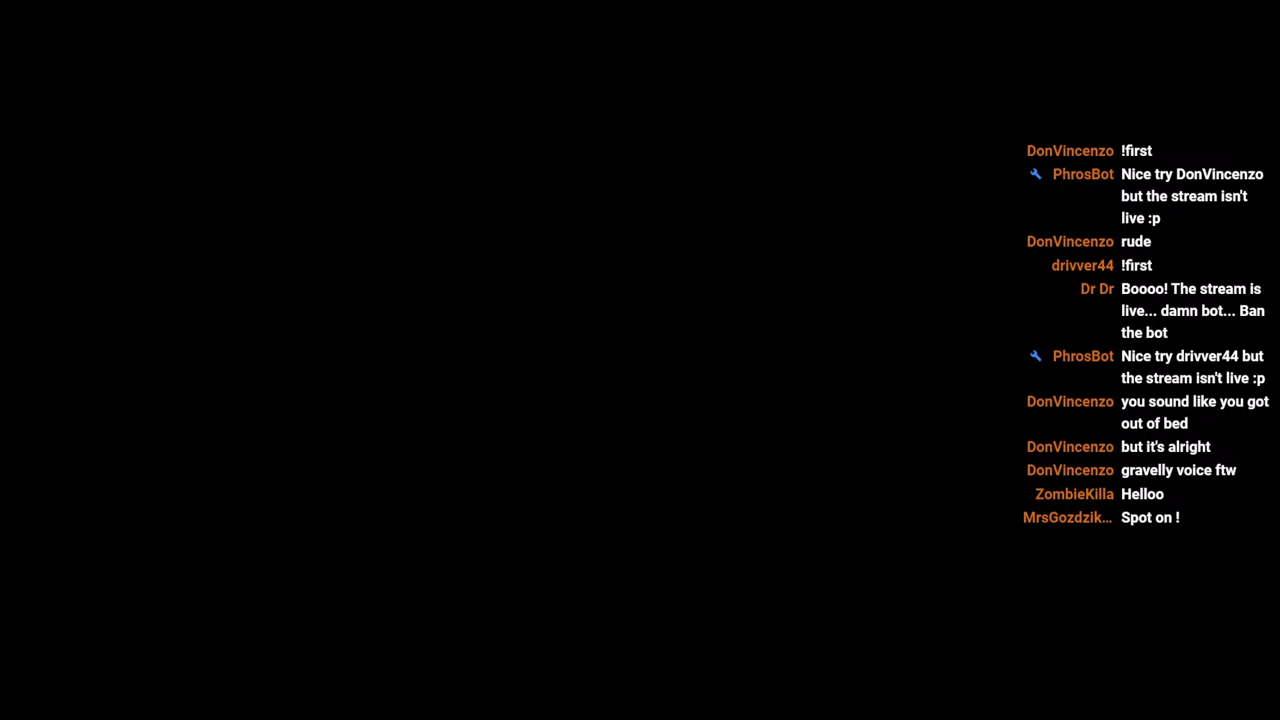 DonVincenzo !first
PhrosBot Nice try DonVincenzo
but the stream isn't
live :p
DonVincenzo rude
drivver44 !first
Dr Dr Boooo! The stream is
live... damn bot... Ban
the bot
PhrosBot Nice try drivver44 but
the stream isn't live :p
DonVincenzo you sound like you got
out of bed
DonVincenzo but it's alright
DonVincenzo gravelly voice ftw
ZombieKilla Helloo
MrsGozdzik... Spot on !